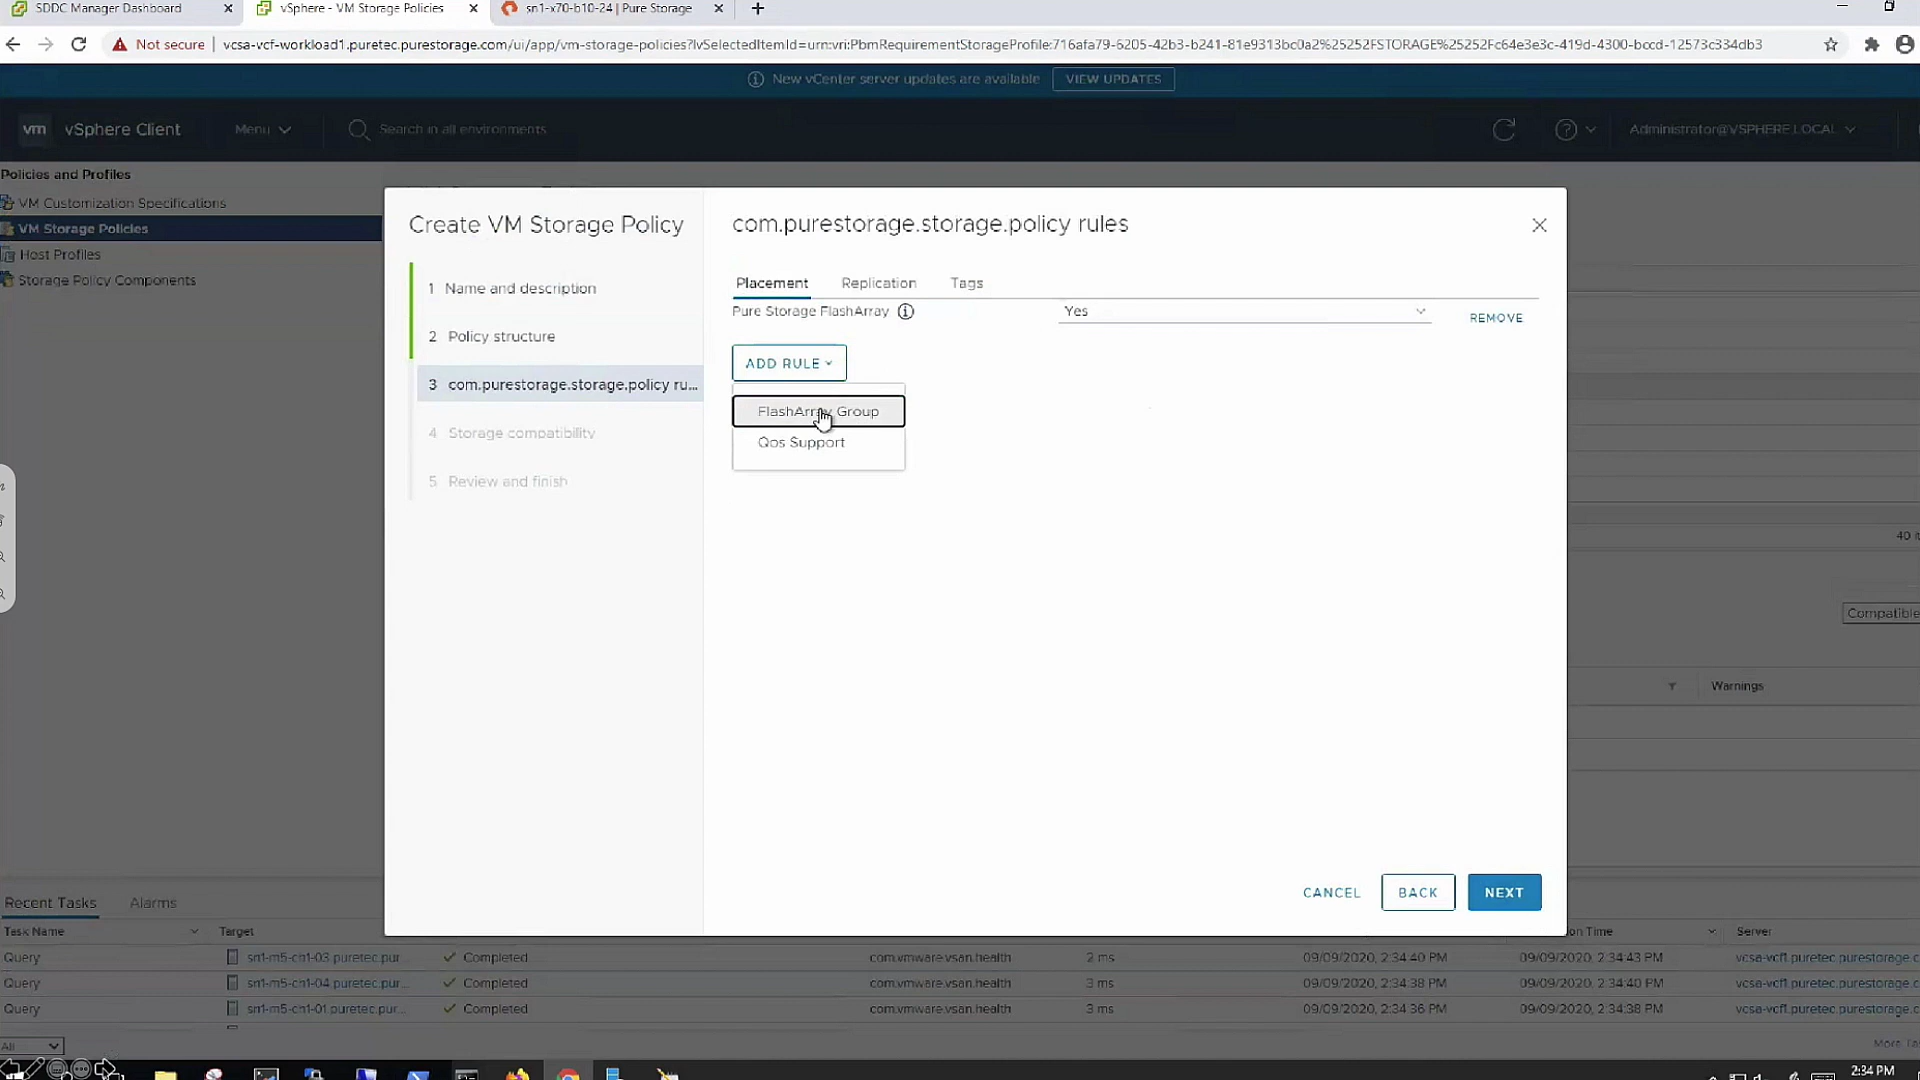 SDDC Manager Dashboard
vSphere - VM Storage Policies
sn1-x70-b10-24 | Pure Storage
Not secure
vcsa-vcf-workload1.puretec.purestorage.com/ui/app/vm-storage-policies?lvSelectedItemId=urn:vri:PbmRequirementStorageProfile:716afa79-6205-42b3-b241-81e9313bc0a2%25252FSTORAGE%25252Fc64e3e3c-419d-4300-bccd-12573c334db3
New vCenter server updates are available
VIEW UPDATES
vm
vSphere Client
Menu
Search in all environments
Administrator@VSPHERE.LOCAL
Policies and Profiles
VM Customization Specifications
VM Storage Policies
Host Profiles
Storage Policy Components
Create VM Storage Policy
1 Name and description
2 Policy structure
3 com.purestorage.storage.policy ru...
4 Storage compatibility
5 Review and finish
com.purestorage.storage.policy rules
Placement
Replication
Tags
Pure Storage FlashArray
Yes
REMOVE
ADD RULE
FlashArray Group
Qos Support
CANCEL
BACK
NEXT
40 it
Compatible
Warnings
Recent Tasks
Alarms
Task Name
Target
on Time
Server
Query sn1-m5-ch1-03.puretec.pur... Completed com.vmware.vsan.health 2 ms 09/09/2020, 2:34:40 PM 09/09/2020, 2:34:43 PM vcsa-vcf1.puretec.purestorage.c
Query sn1-m5-ch1-04.puretec.pur... Completed com.vmware.vsan.health 3 ms 09/09/2020, 2:34:38 PM 09/09/2020, 2:34:40 PM vcsa-vcf1.puretec.purestorage.c
Query sn1-m5-ch1-01.puretec.pur... Completed com.vmware.vsan.health 3 ms 09/09/2020, 2:34:36 PM 09/09/2020, 2:34:38 PM vcsa-vcf1.puretec.purestorage.c
All
More Ta
2:34 PM